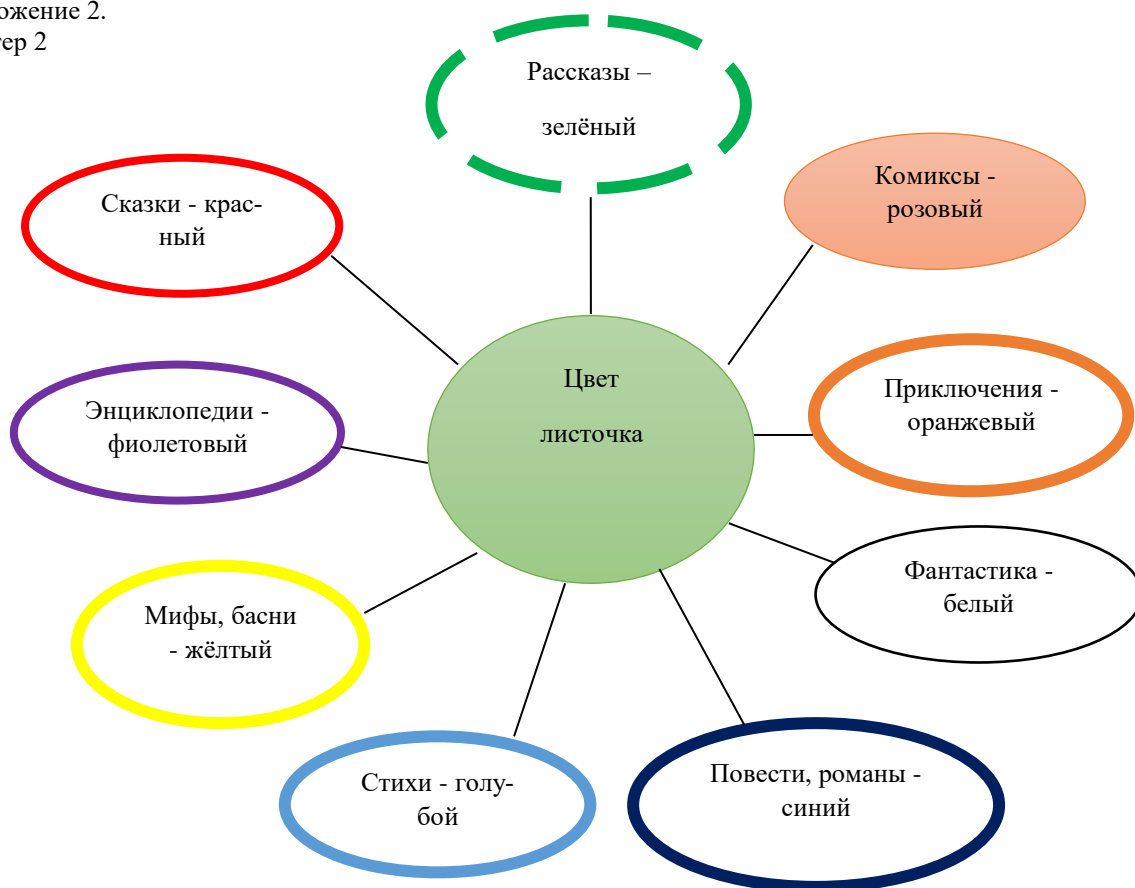 ожение 2.
тер 2
Рассказы –
зелёный
Комиксы -
розовый
Сказки - крас-
ный
Цвет
листочка
Приключения -
оранжевый
Энциклопедии -
фиолетовый
Фантастика -
белый
Мифы, басни
- жёлтый
Стихи - голу-
бой
Повести, романы -
синий